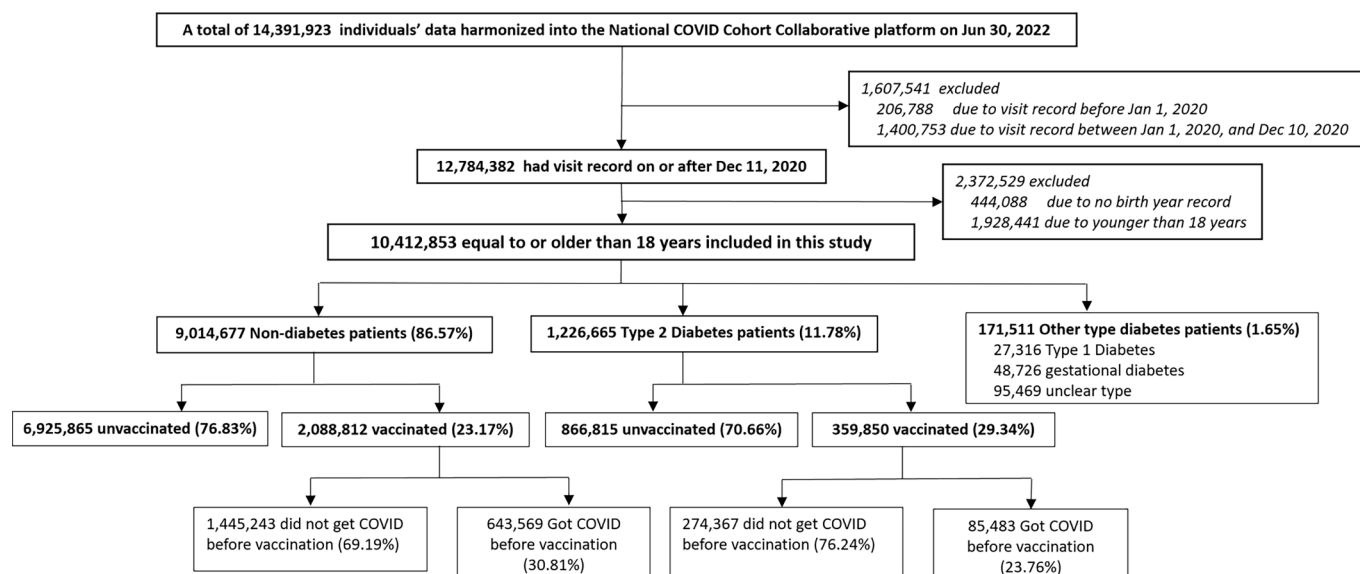 A total of 14,391,923 individuals’ data harmonized into the National COVID Cohort Collaborative platform on Jun 30, 2022
1,607,541 excluded
206,788 due to visit record before Jan 1, 2020
1,400,753 due to visit record between Jan 1, 2020, and Dec 10, 2020
12,784,382 had visit record on or after Dec 11, 2020
2,372,529 excluded
444,088 due to no birth year record
1,928,441 due to younger than 18 years
10,412,853 equal to or older than 18 years included in this study
9,014,677 Non-diabetes patients (86.57%)
1,226,665 Type 2 Diabetes patients (11.78%)
171,511 Other type diabetes patients (1.65%)
27,316 Type 1 Diabetes
48,726 gestational diabetes
95,469 unclear type
6,925,865 unvaccinated (76.83%)
2,088,812 vaccinated (23.17%)
866,815 unvaccinated (70.66%)
359,850 vaccinated (29.34%)
1,445,243 did not get COVID
before vaccination (69.19%)
643,569 Got COVID
before vaccination
(30.81%)
274,367 did not get COVID
before vaccination (76.24%)
85,483 Got COVID
before vaccination
(23.76%)